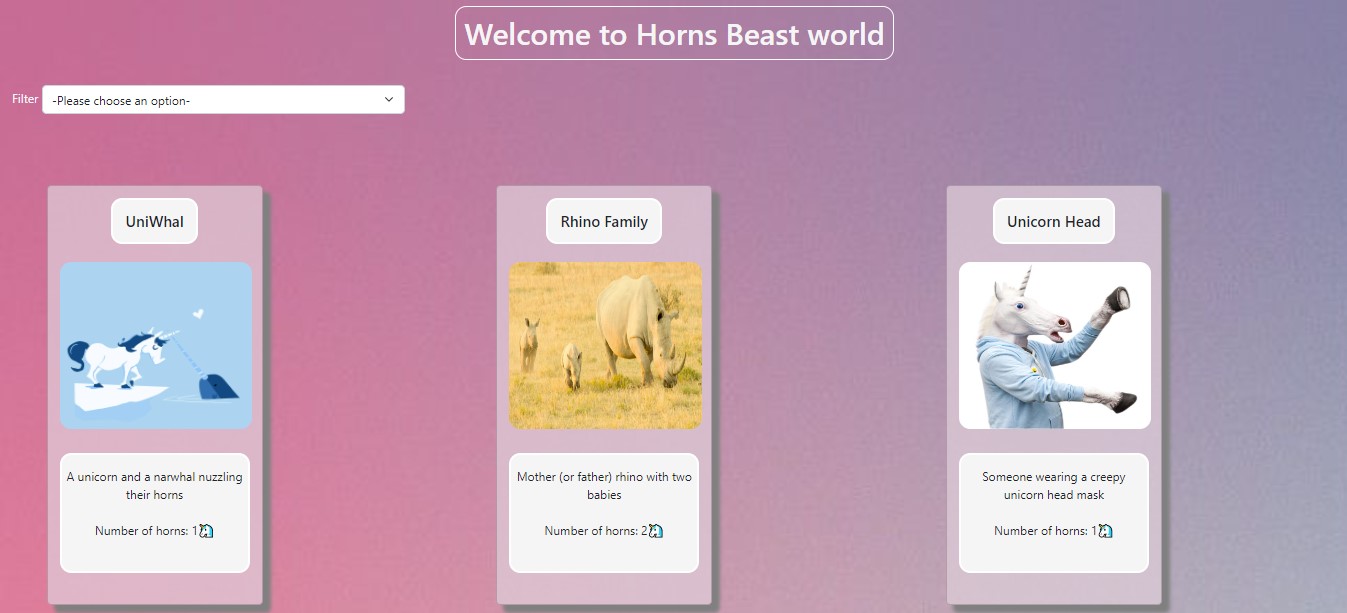 Welcome to Horns Beast world
Filter
-Please choose an option-
UniWhal
A unicorn and a narwhal nuzzling
their horns
Number of horns: 1
Rhino Family
Mother (or father) rhino with two
babies
Number of horns: 2
Unicorn Head
Someone wearing a creepy
unicorn head mask
Number of horns: 1